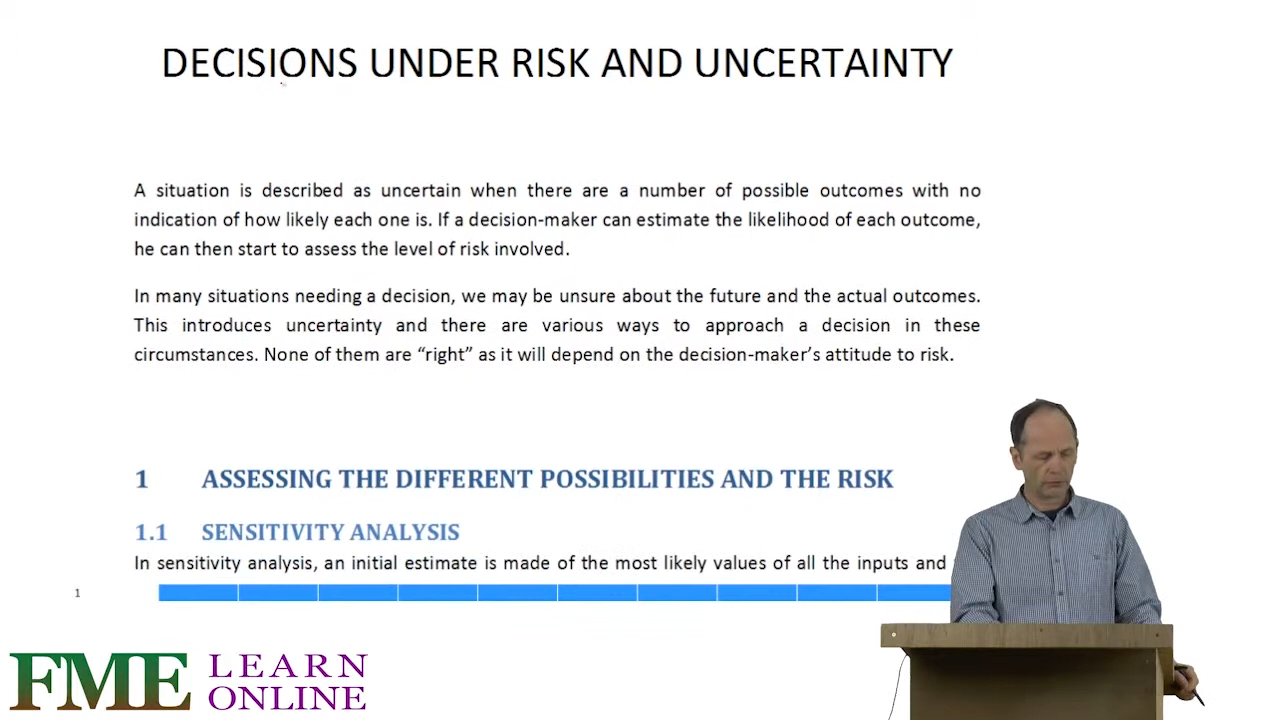 DECISIONS UNDER RISK AND UNCERTAINTY
A situation is described as uncertain when there are a number of possible outcomes with no
indication of how likely each one is. If a decision-maker can estimate the likelihood of each outcome,
he can then start to assess the level of risk involved.
In many situations needing a decision, we may be unsure about the future and the actual outcomes.
This introduces uncertainty and there are various ways to approach a decision in these
circumstances. None of them are “right” as it will depend on the decision-maker’s attitude to risk.
1 ASSESSING THE DIFFERENT POSSIBILITIES AND THE RISK
1.1 SENSITIVITY ANALYSIS
In sensitivity analysis, an initial estimate is made of the most likely values of all the inputs and
1
FME LEARN
ONLINE